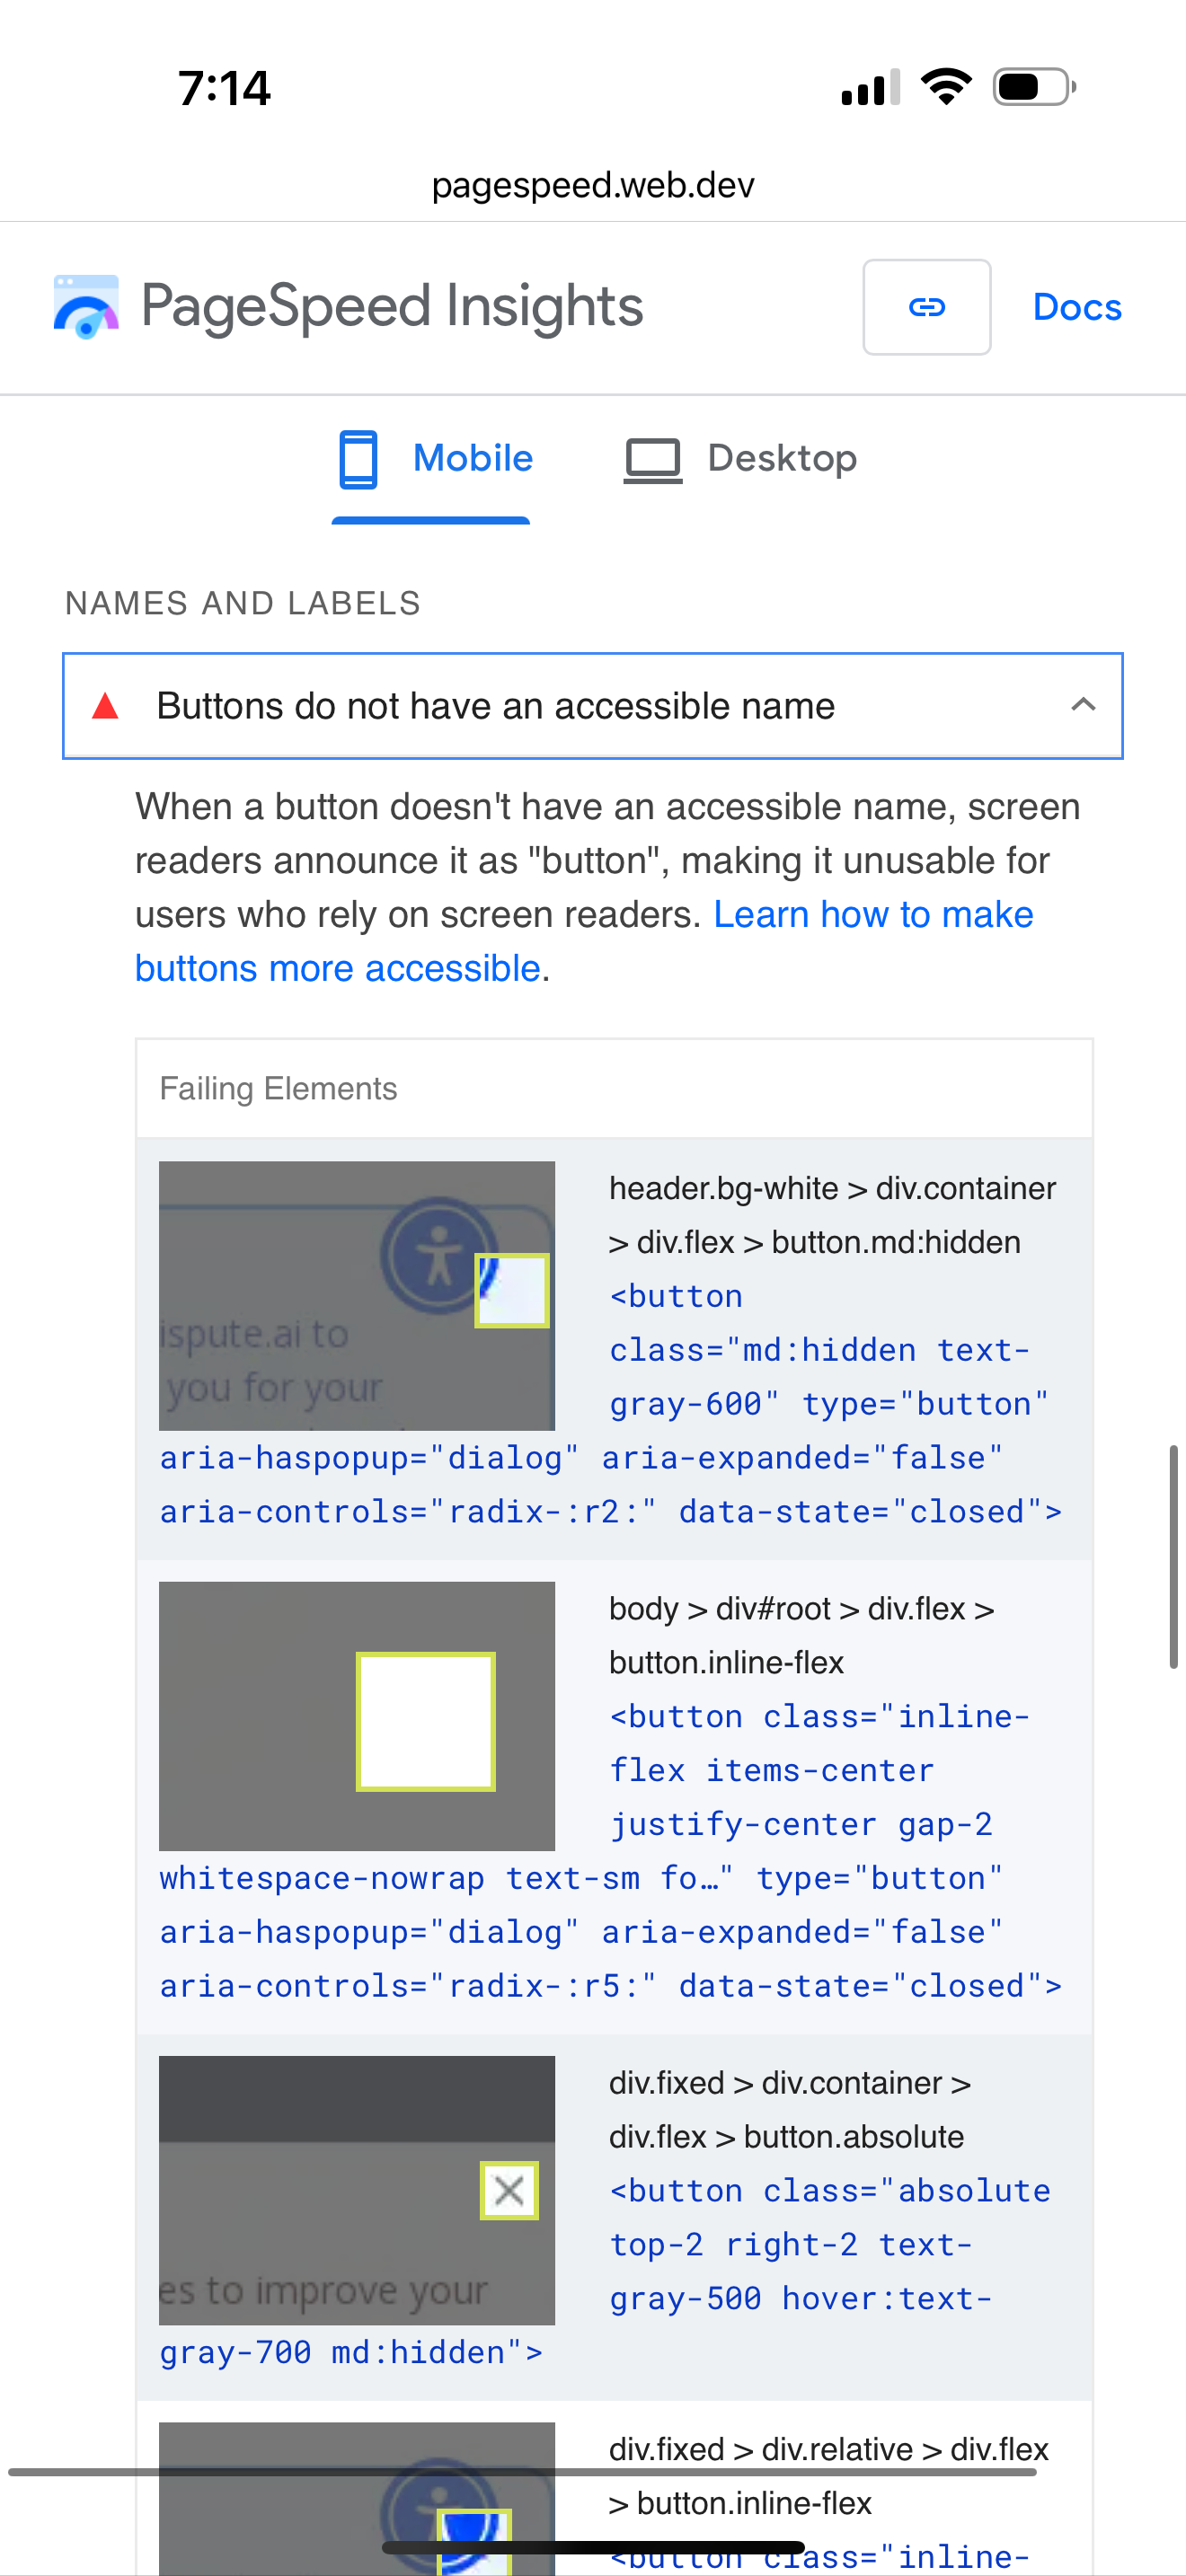 7:14
pagespeed.web.dev
PageSpeed Insights
Docs
Mobile
Desktop
NAMES AND LABELS
Buttons do not have an accessible name
When a button doesn't have an accessible name, screen
readers announce it as "button", making it unusable for
users who rely on screen readers. Learn how to make
buttons more accessible.
Failing Elements
ispute.ai to
you for your
header.bg-white > div.container
> div.flex > button.md:hidden
<button
class="md:hidden text-
gray-600" type="button"
aria-haspopup="dialog" aria-expanded="false"
aria-controls="radix-:r2:" data-state="closed">
body > div#root > div.flex >
button.inline-flex
<button class="inline-
flex items-center
justify-center gap-2
whitespace-nowrap text-sm fo…" type="button"
aria-haspopup="dialog" aria-expanded="false"
aria-controls="radix-:r5:" data-state="closed">
es to improve your
div.fixed > div.container >
div.flex > button.absolute
<button class="absolute
top-2 right-2 text-
gray-500 hover:text-
gray-700 md:hidden">
div.fixed > div.relative > div.flex
> button.inline-flex
<button class="inline-